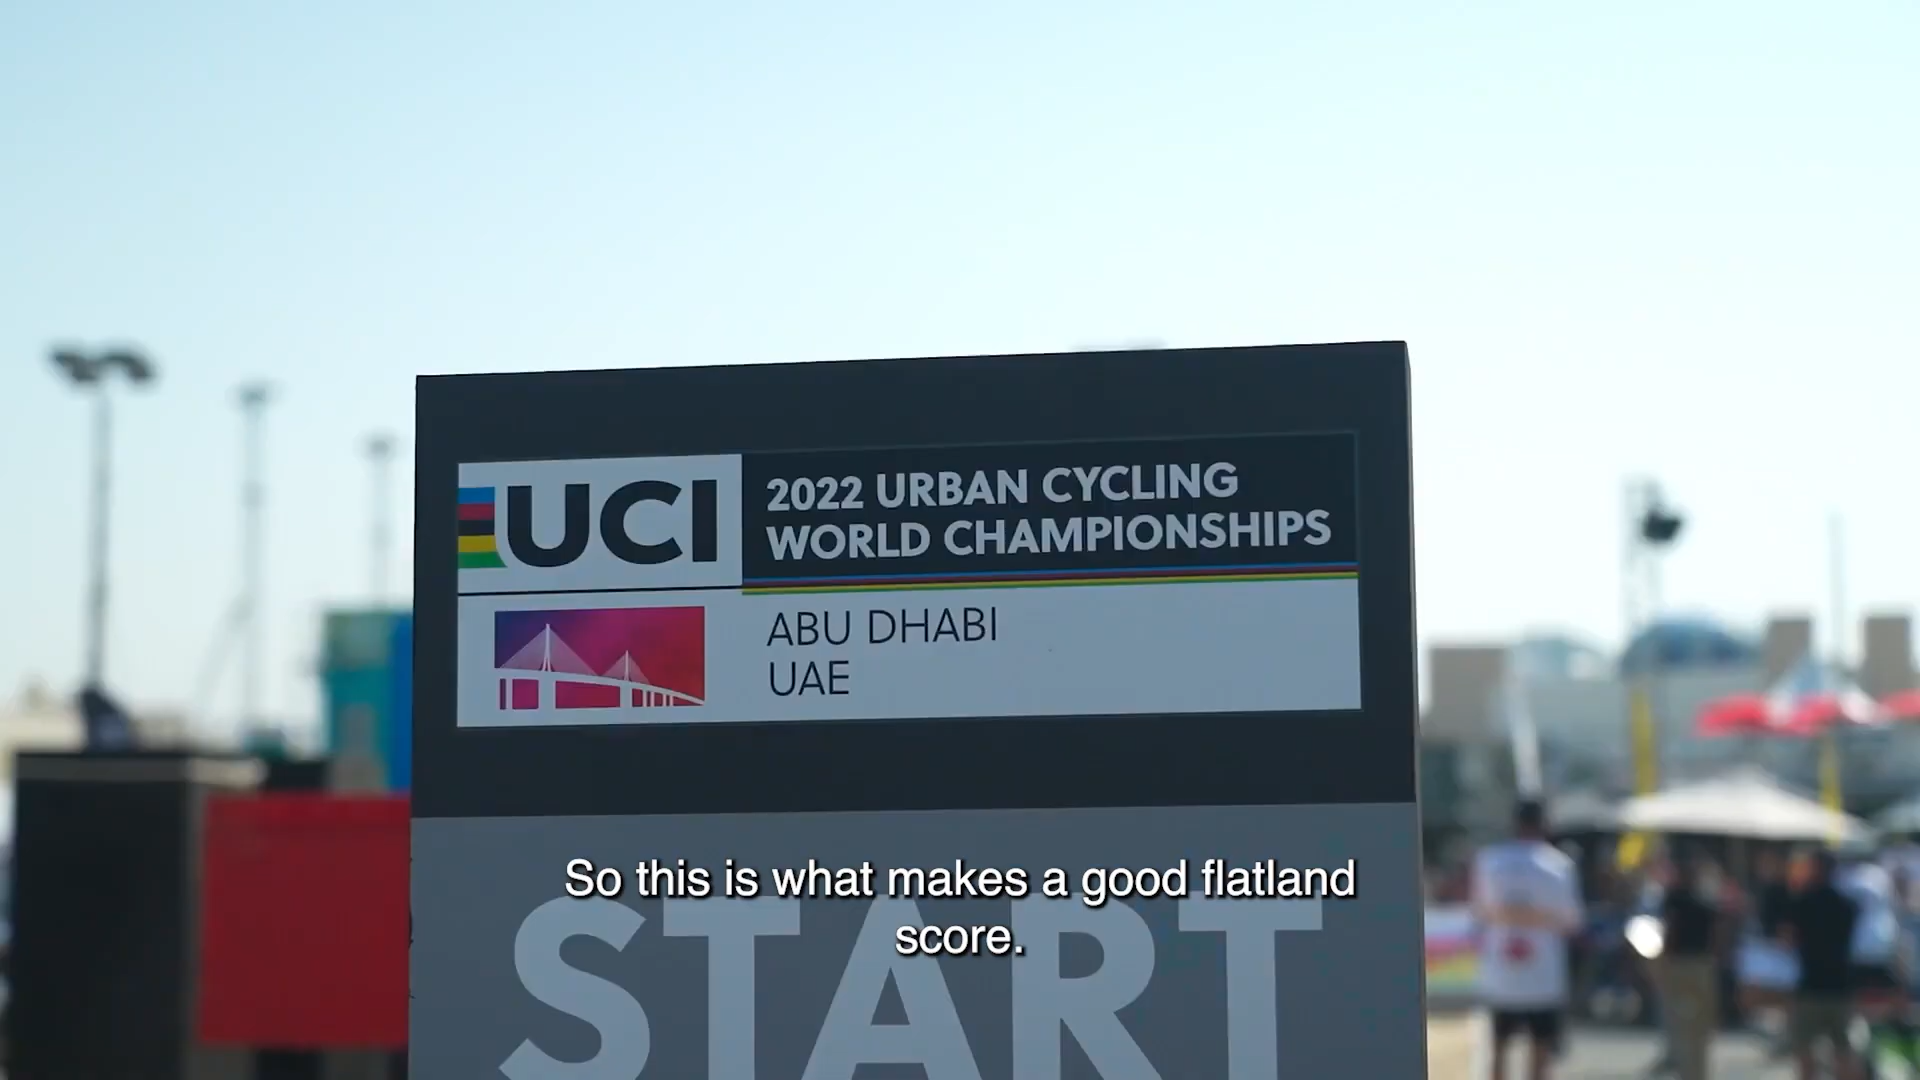 UCI
2022 URBAN CYCLING
WORLD CHAMPIONSHIPS
ABU DHABI
UAE
So this is what makes a good flatland
score.
START